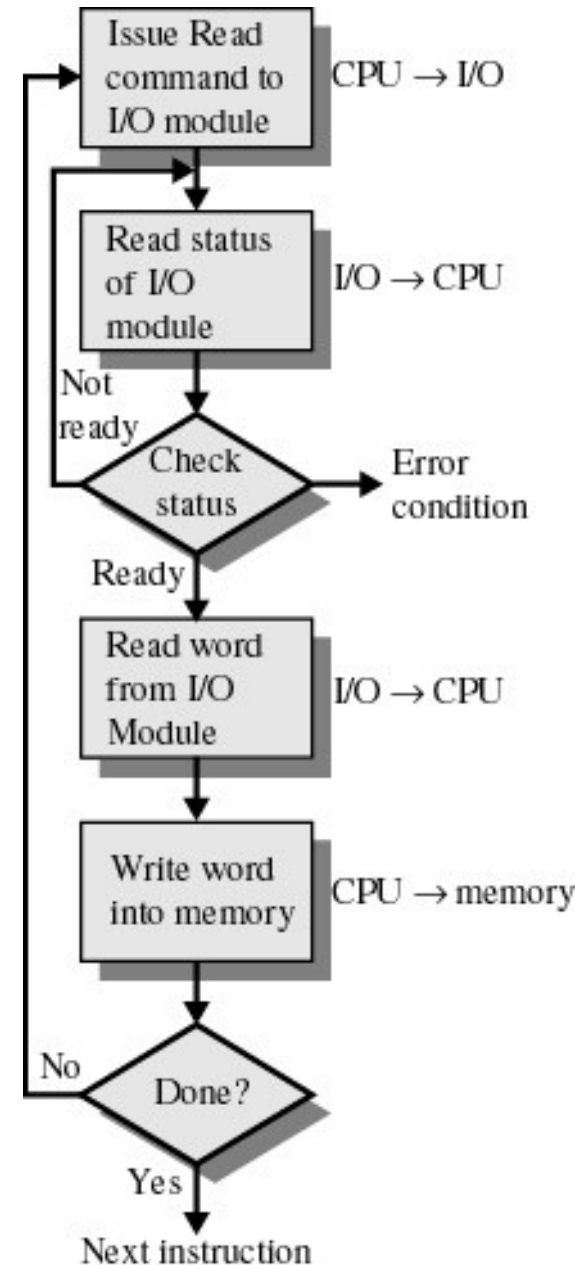 Issue Read
command to
I/O module
CPU → I/O
Read status
of I/O
module
I/O → CPU
Not
ready
Check
status
Error
condition
Ready
Read word
from I/O
Module
I/O → CPU
Write word
into memory
CPU → memory
No
Done?
Yes
Next instruction